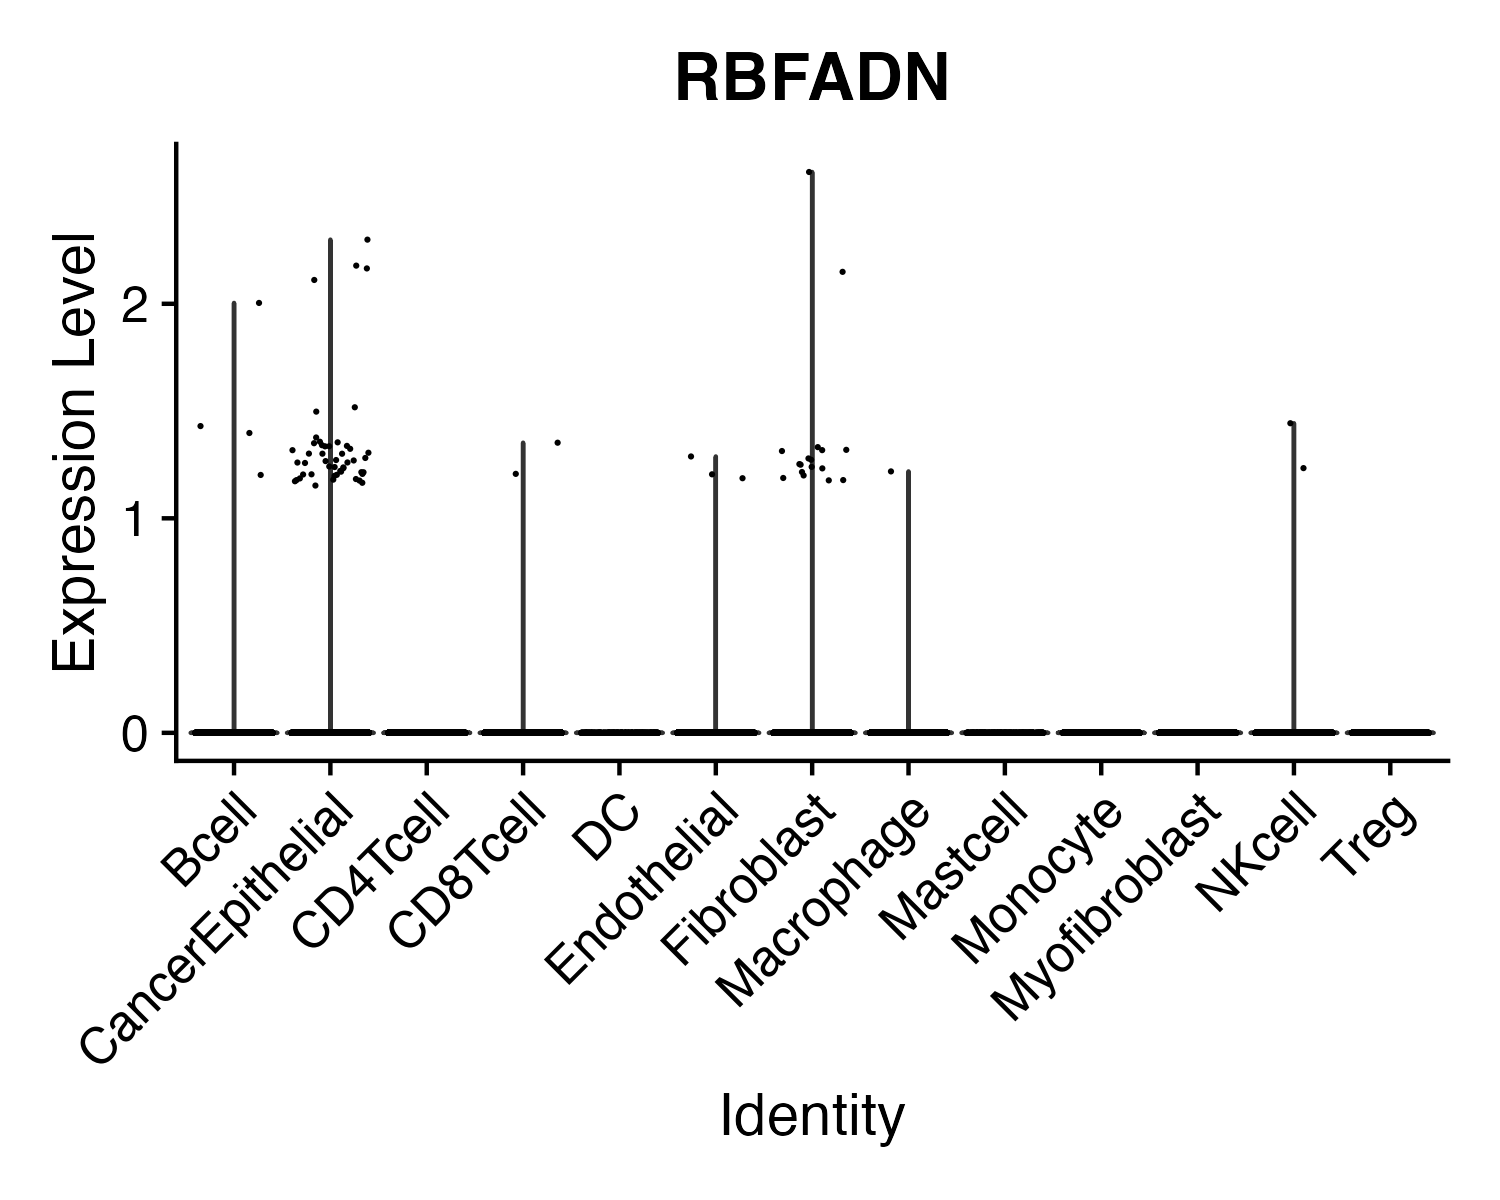 RBFADN
Expression Level
2
1
0
Bcell
CancerEpithelial
CD4Tcell
CD8Tcell
DC
Endothelial
Fibroblast
Macrophage
Mastcell
Monocyte
Myofibroblast
NKcell
Treg
Identity